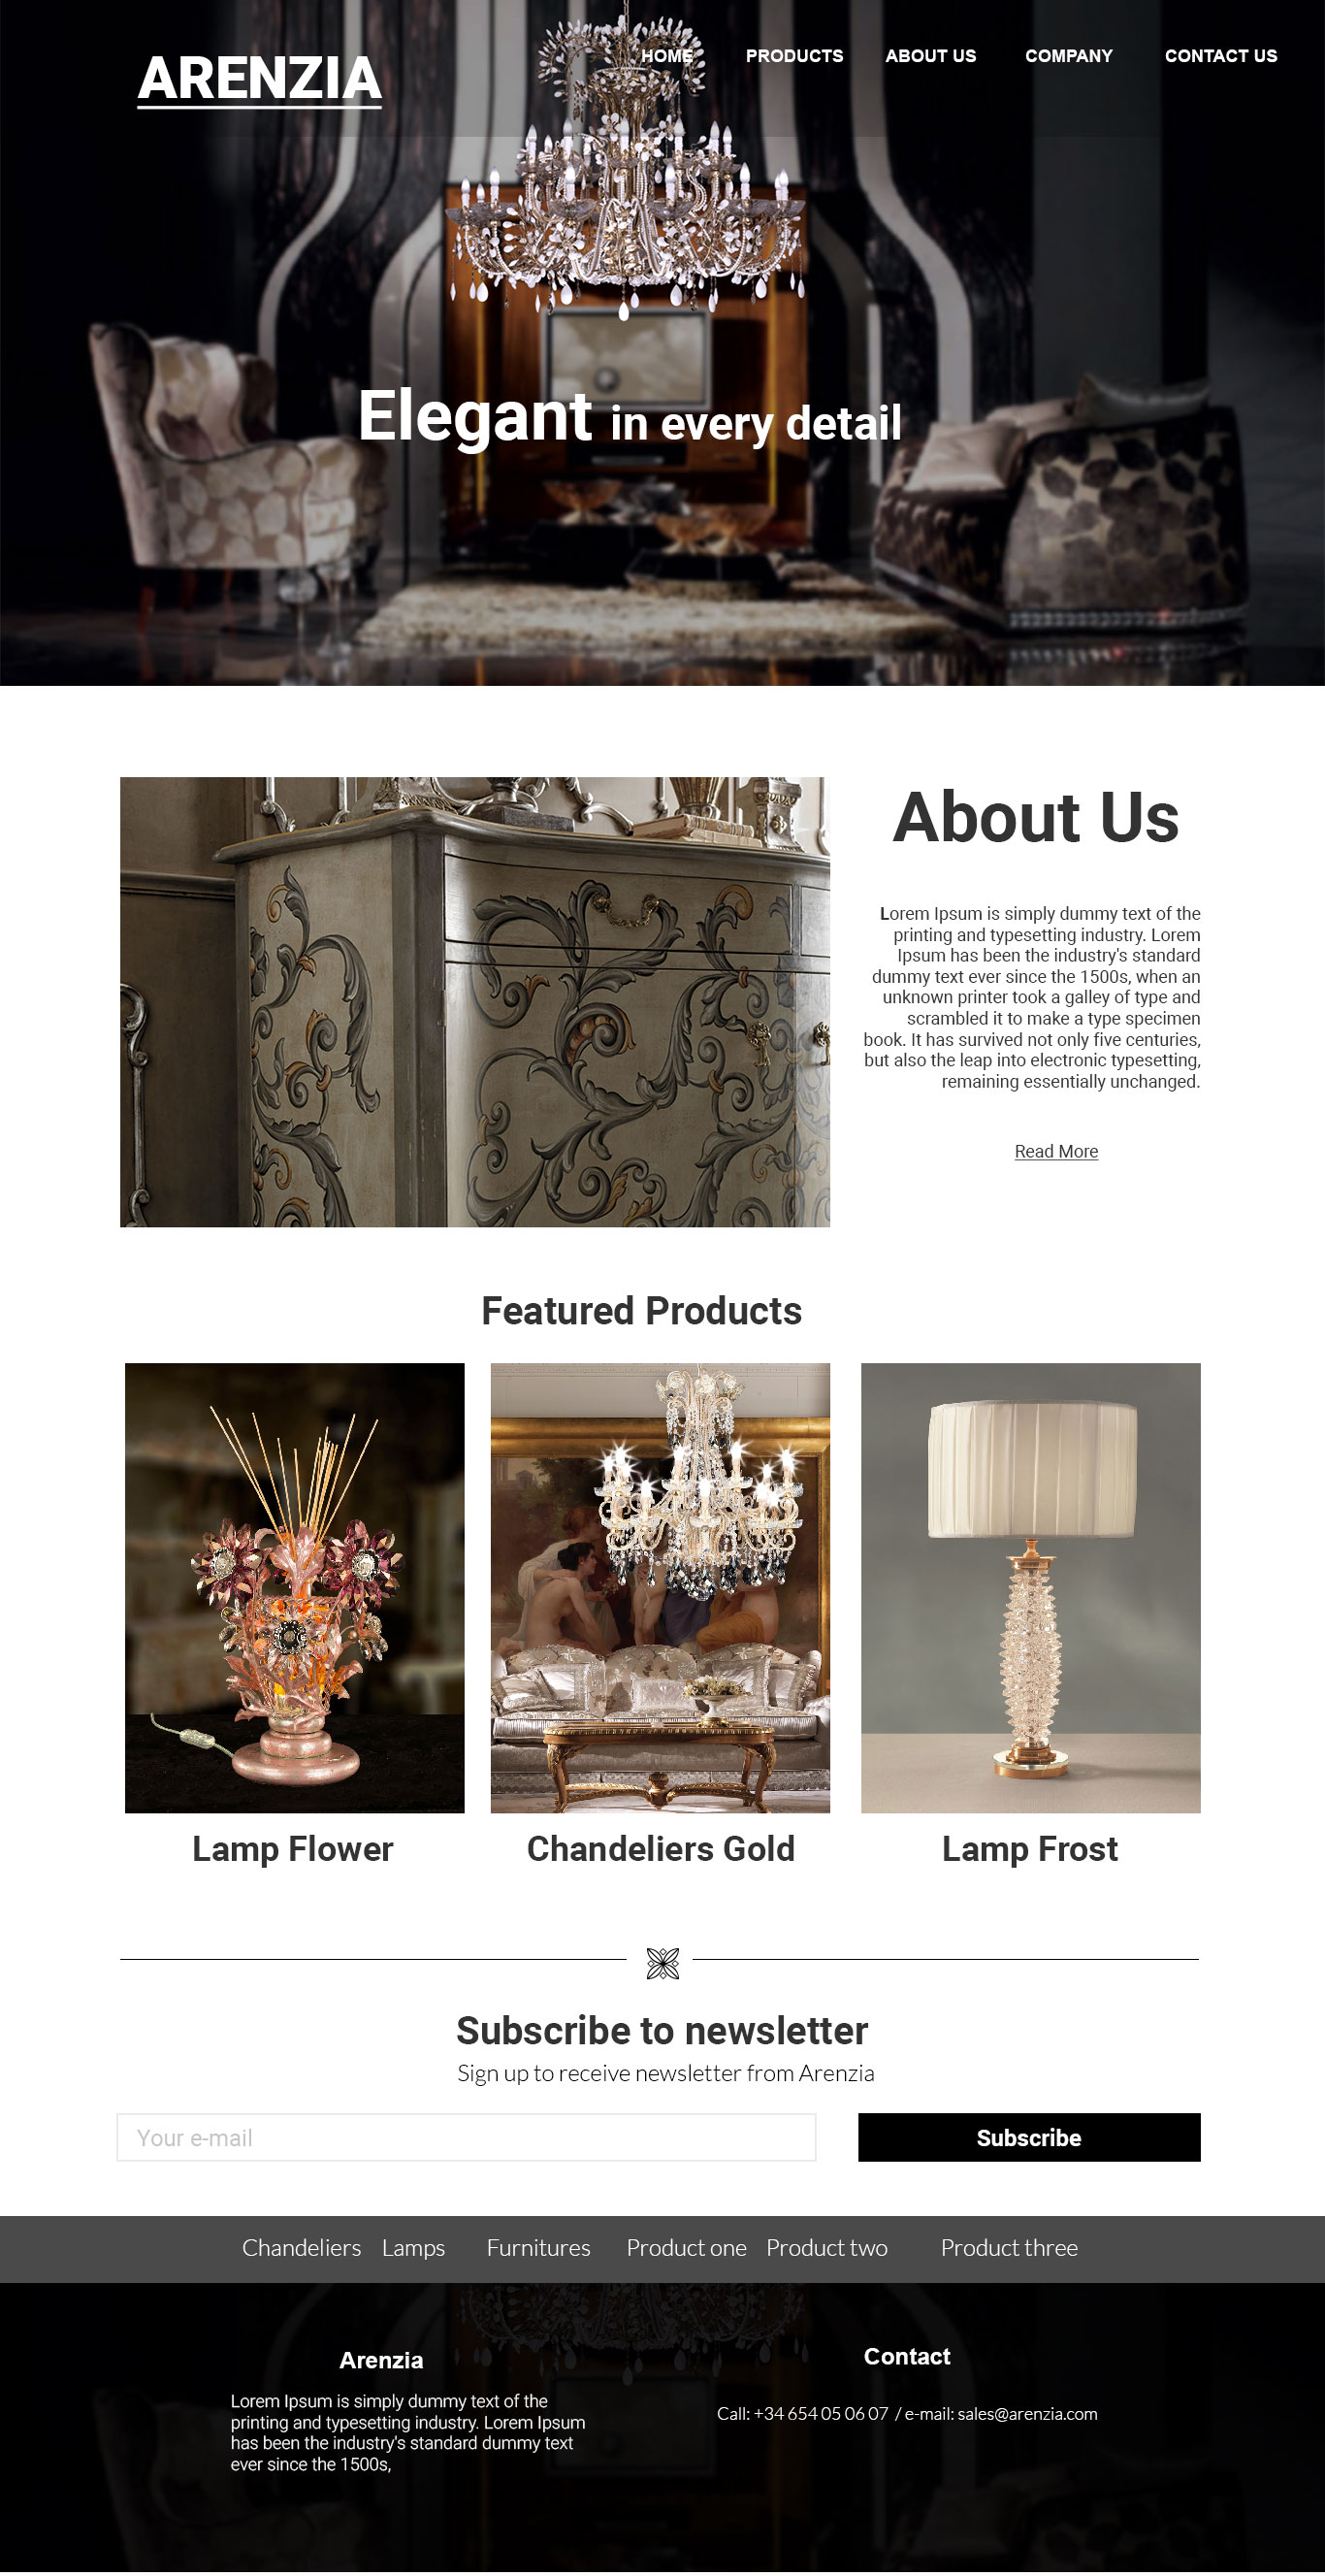 ARENZIA
HOME PRODUCTS ABOUT US COMPANY CONTACT US
Elegant in every detail
About Us
Lorem Ipsum is simply dummy text of the
printing and typesetting industry. Lorem
Ipsum has been the industry's standard
dummy text ever since the 1500s, when an
unknown printer took a galley of type and
scrambled it to make a type specimen
book. It has survived not only five centuries,
but also the leap into electronic typesetting,
remaining essentially unchanged.
Read More
Featured Products
Lamp Flower
Chandeliers Gold
Lamp Frost
Subscribe to newsletter
Sign up to receive newsletter from Arenzia
Your e-mail
Subscribe
Chandeliers Lamps Furnitures Product one Product two Product three
Arenzia
Lorem Ipsum is simply dummy text of the
printing and typesetting industry. Lorem Ipsum
has been the industry's standard dummy text
ever since the 1500s,
Contact
Call: +34 654 05 06 07 / e-mail: sales@arenzia.com